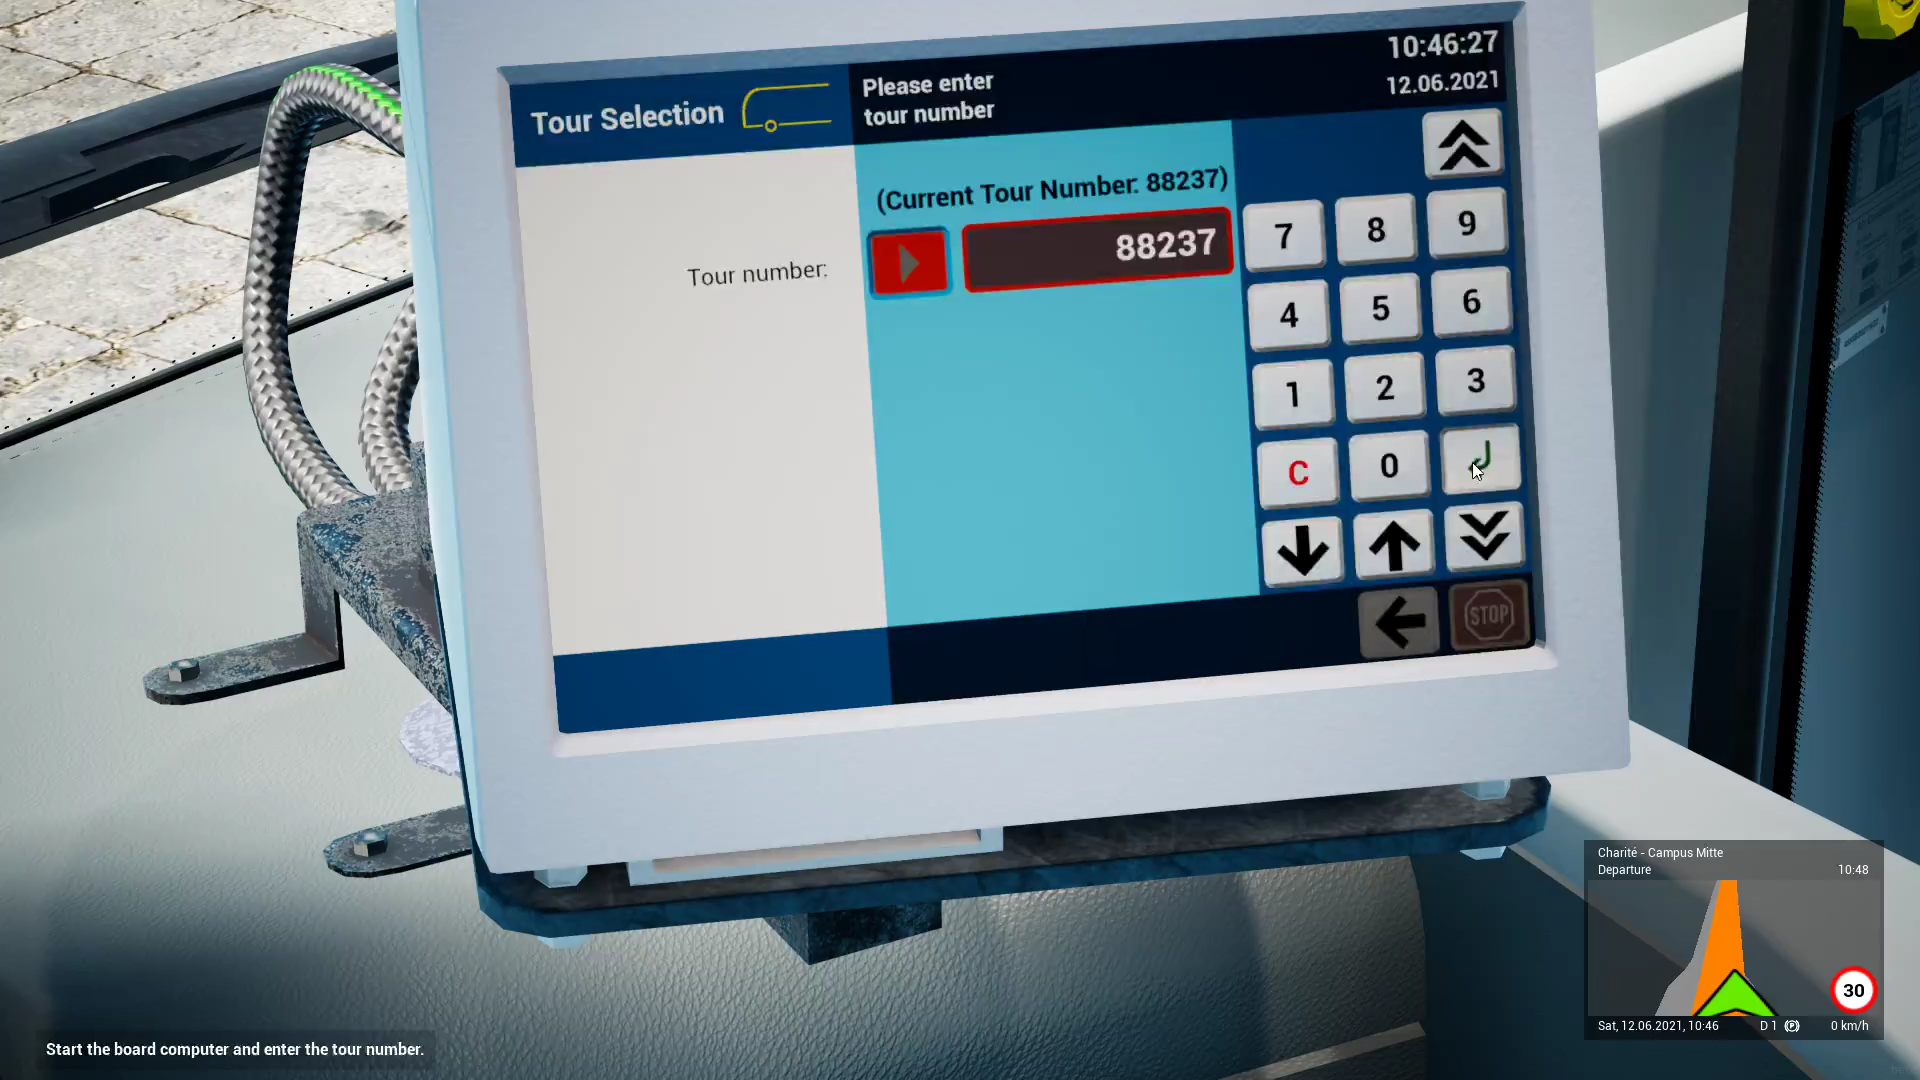 Tour Selection
Please enter
tour number
10:46:27
12.06.2021
(Current Tour Number: 88237)
Tour number:
88237
7 8 9
4 5 6
1 2 3
C 0
STOP
Charité - Campus Mitte
Departure 10:48
30
Sat, 12.06.2021, 10:46 D 1 (P) 0 km/h
Start the board computer and enter the tour number.